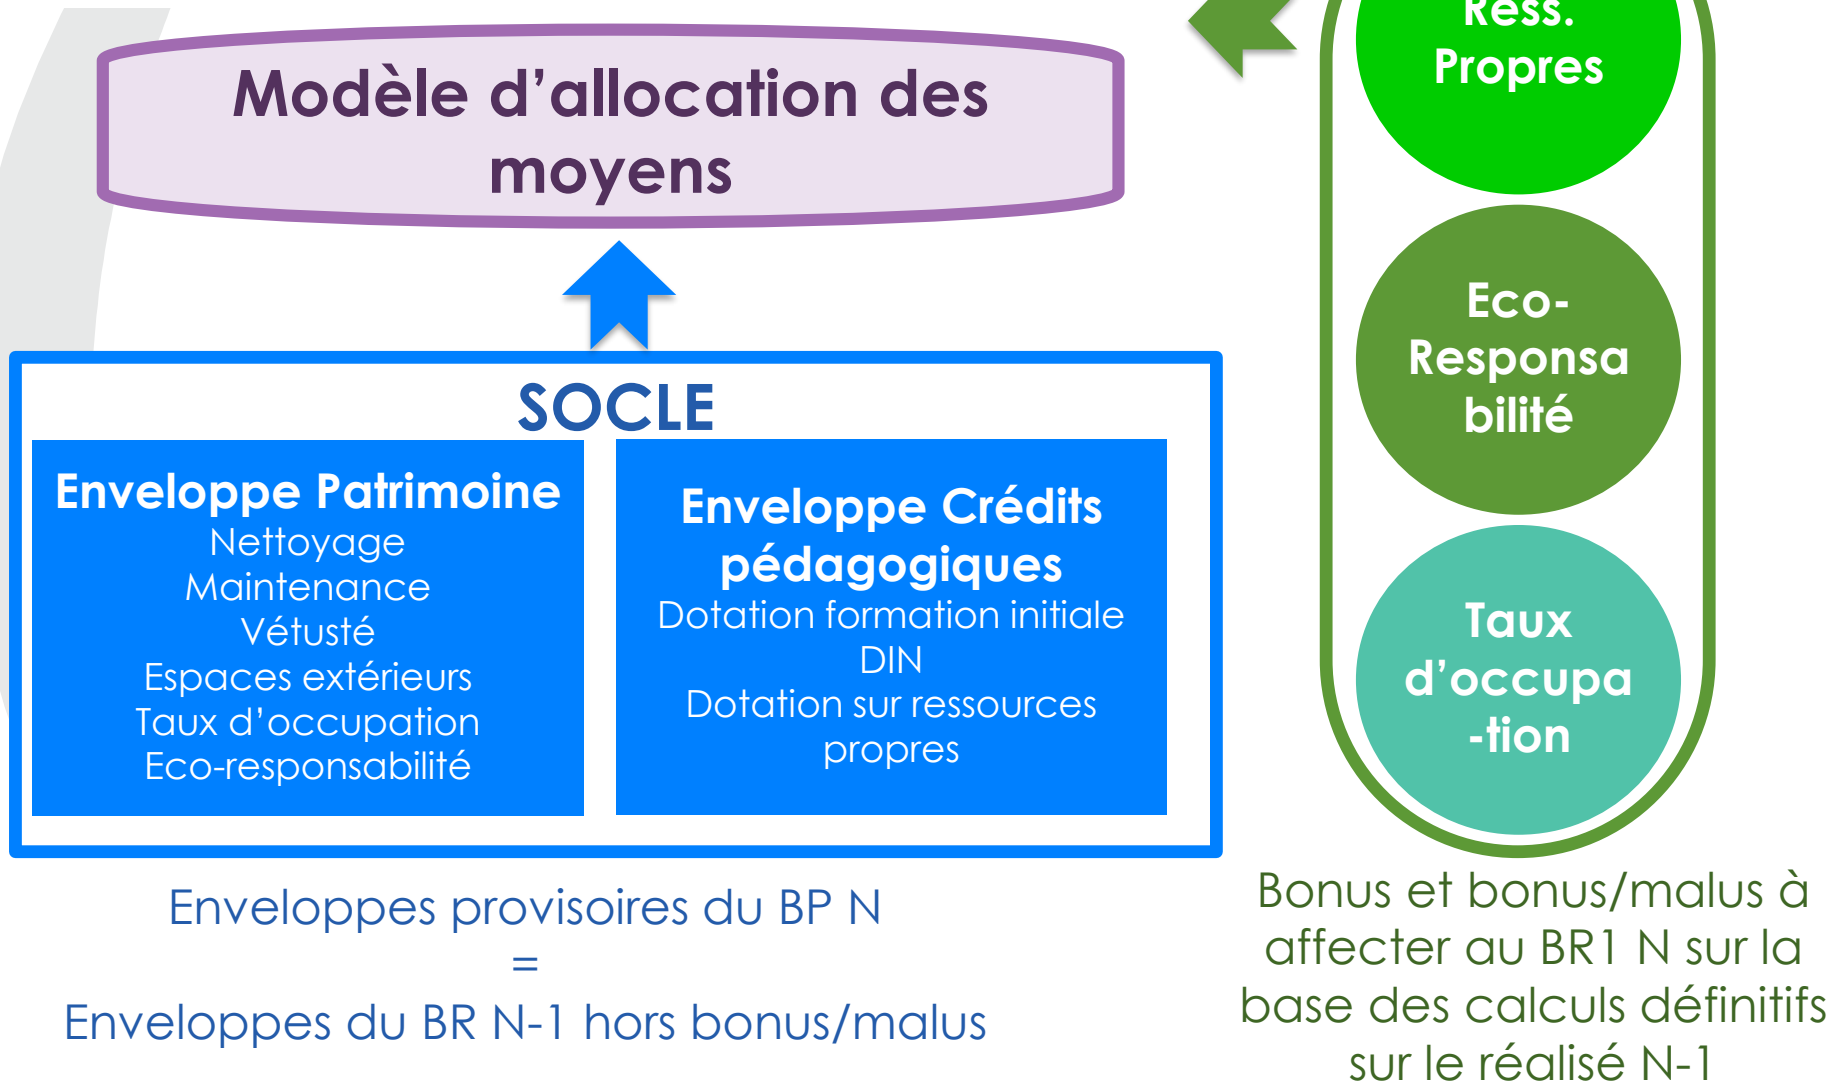 Modèle d’allocation des
moyens
SOCLE
Enveloppe Patrimoine
Nettoyage
Maintenance
Vétusté
Espaces extérieurs
Taux d’occupation
Eco-responsabilité
Enveloppe Crédits
pédagogiques
Dotation formation initiale
DIN
Dotation sur ressources
propres
Enveloppes provisoires du BP N
=
Enveloppes du BR N-1 hors bonus/malus
Ress.
Propres
Eco-
Responsa
bilité
Taux
d’occupa
-tion
Bonus et bonus/malus à
affecter au BR1 N sur la
base des calculs définitifs
sur le réalisé N-1